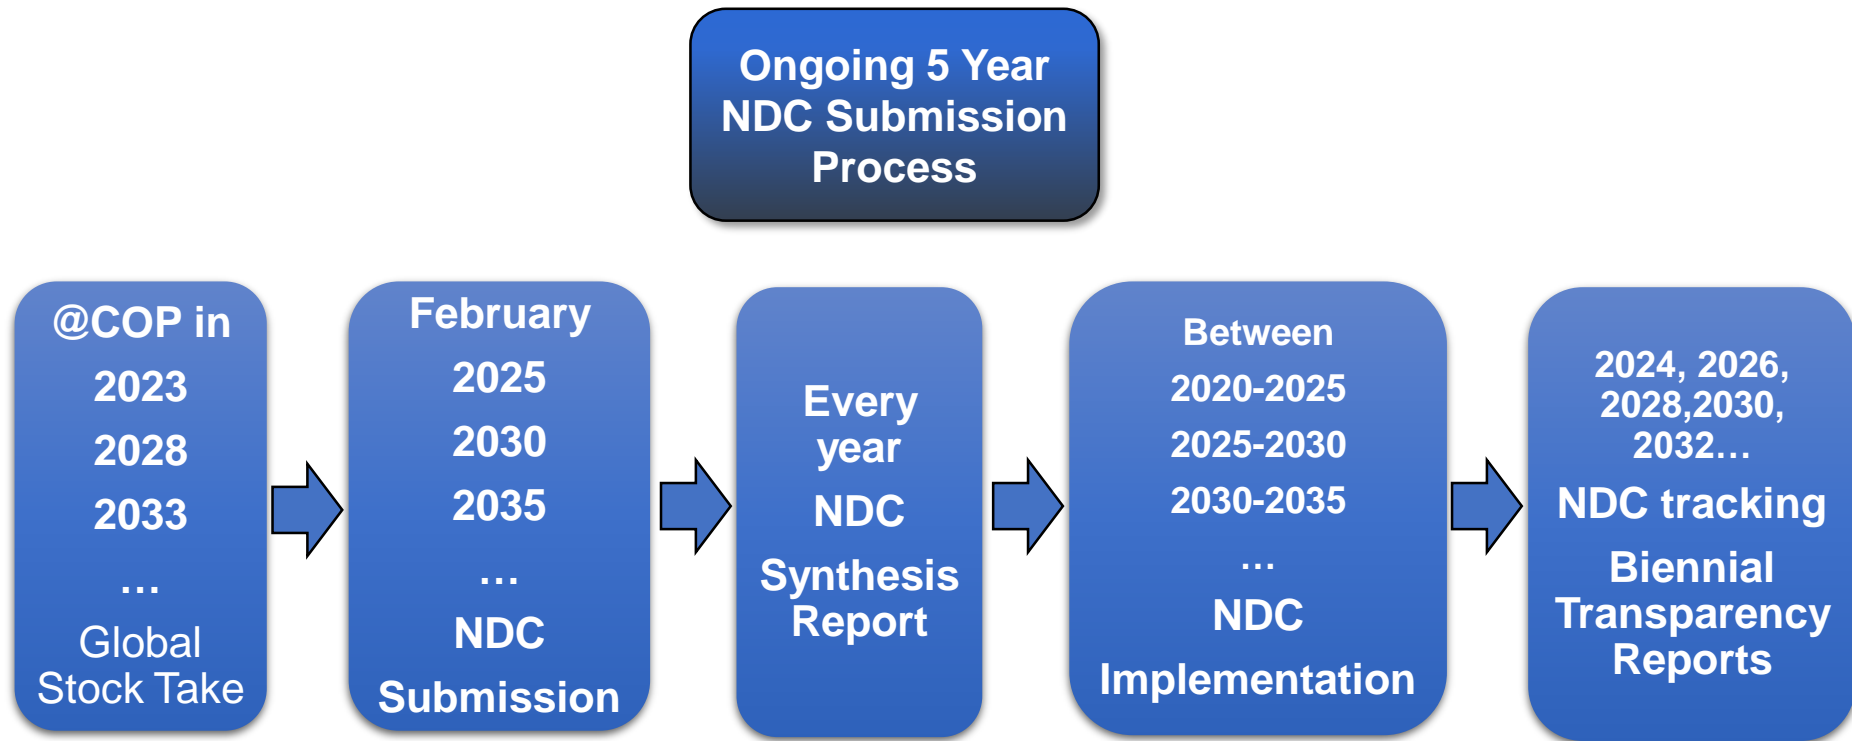 Ongoing 5 Year
NDC Submission
Process
@COP in
2023
2028
2033
…
Global
Stock Take
February
2025
2030
2035
…
NDC
Submission
Every
year
NDC
Synthesis
Report
Between
2020-2025
2025-2030
2030-2035
…
NDC
Implementation
2024, 2026,
2028,2030,
2032…
NDC tracking
Biennial
Transparency
Reports